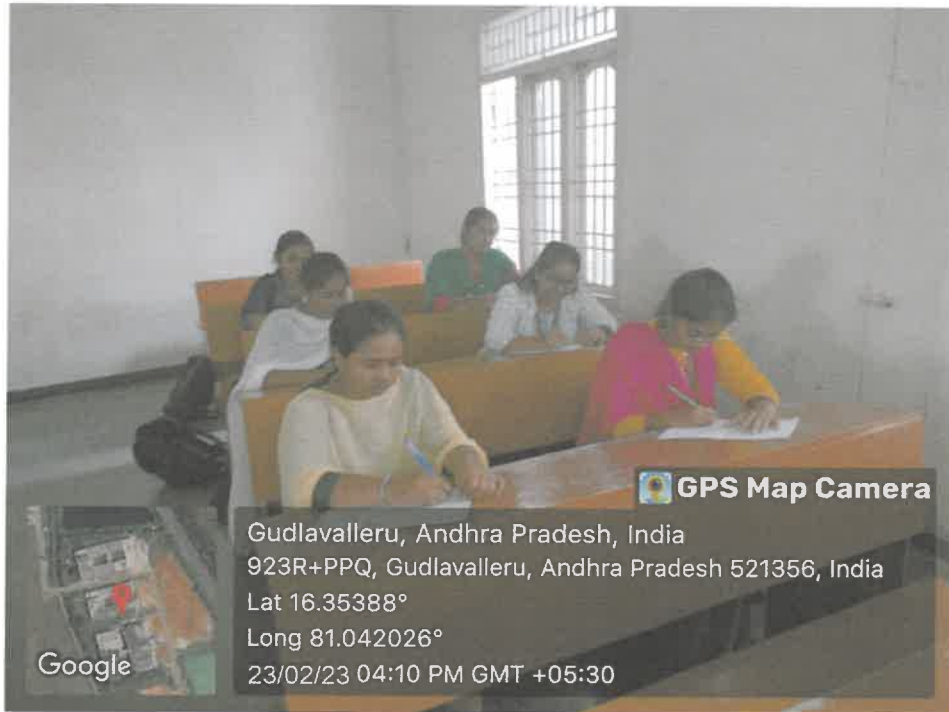 GPS Map Camera
Gudlavalleru, Andhra Pradesh, India
923R+PPQ, Gudlavalleru, Andhra Pradesh 521356, India
Lat 16.35388°
Long 81.042026°
23/02/23 04:10 PM GMT +05:30
Google